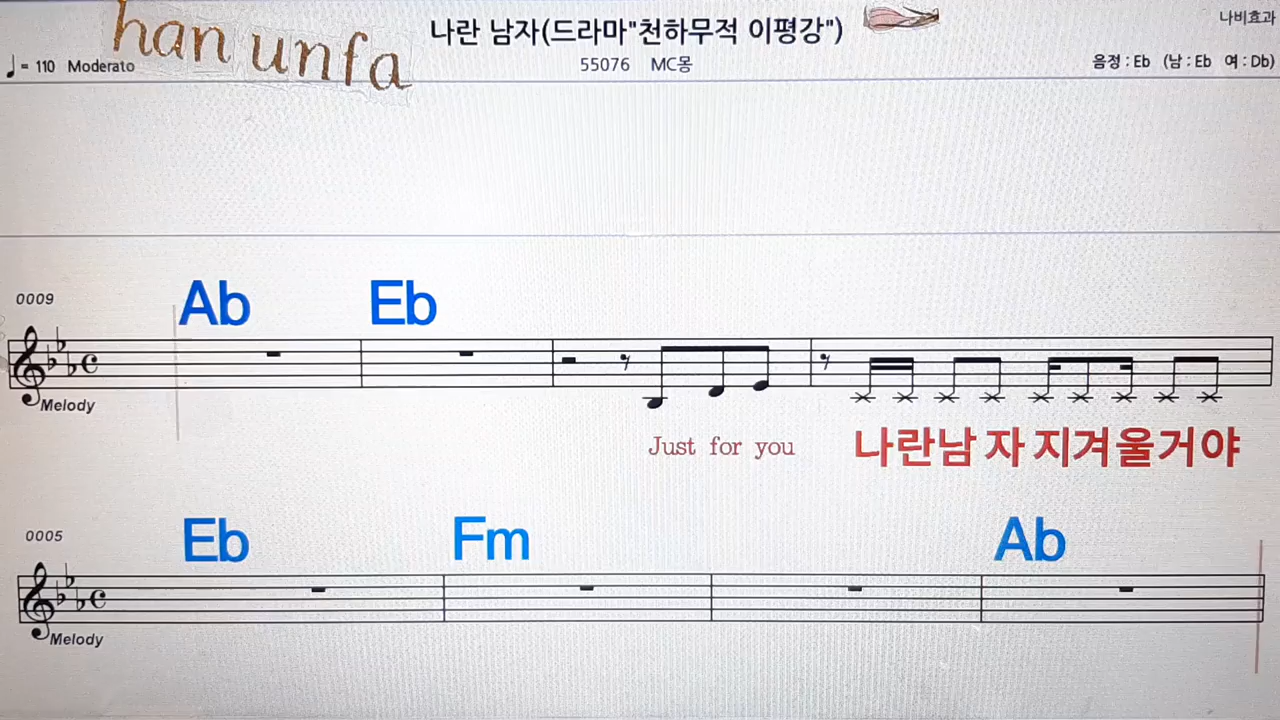 han unfa
나란 남자(드라마"천하무적 이평강")
나비효과
♩= 110 Moderato
55076 MC몽
음정 : Eb (남 : Eb 여 : Db)
Ab Eb
0009
Melody
Just for you 나란남 자 지겨울거야
Eb Fm Ab
0005
Melody